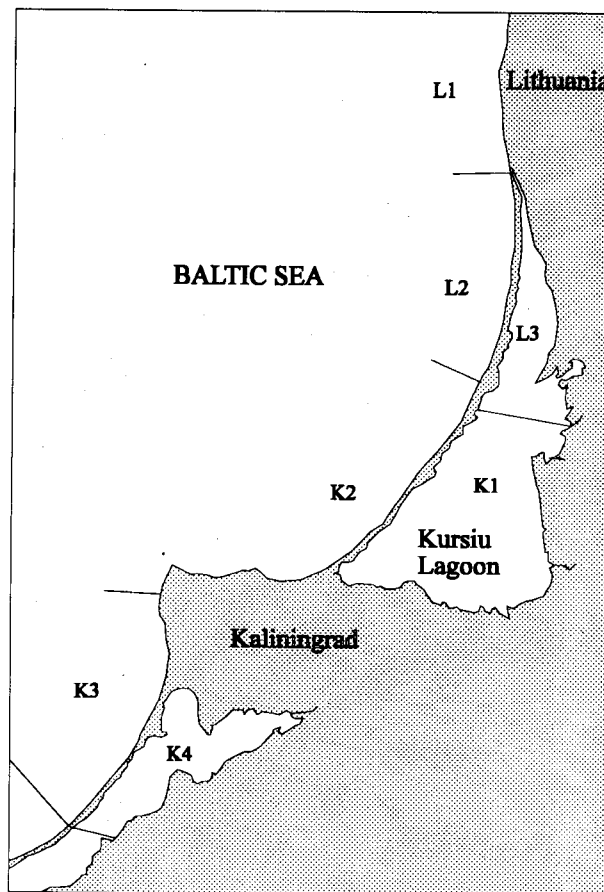 L1
Lithuania
BALTIC SEA
L2
L3
K2
K1
Kursiu
Lagoon
Kaliningrad
K3
K4